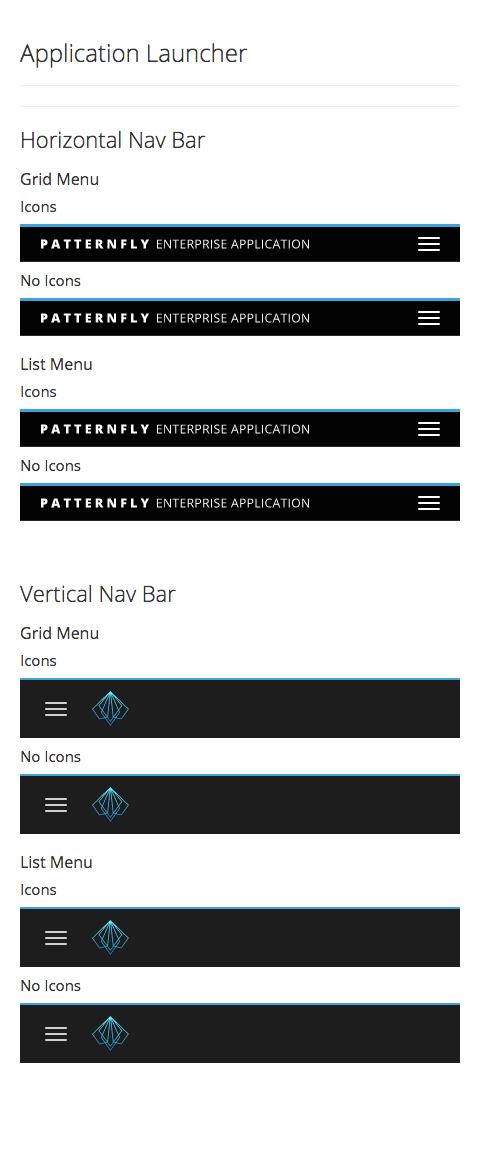 Application Launcher
Horizontal Nav Bar
Grid Menu
Icons
PATTERNFLY ENTERPRISE APPLICATION
No Icons
PATTERNFLY ENTERPRISE APPLICATION
List Menu
Icons
PATTERNFLY ENTERPRISE APPLICATION
No Icons
PATTERNFLY ENTERPRISE APPLICATION
Vertical Nav Bar
Grid Menu
Icons
No Icons
List Menu
Icons
No Icons